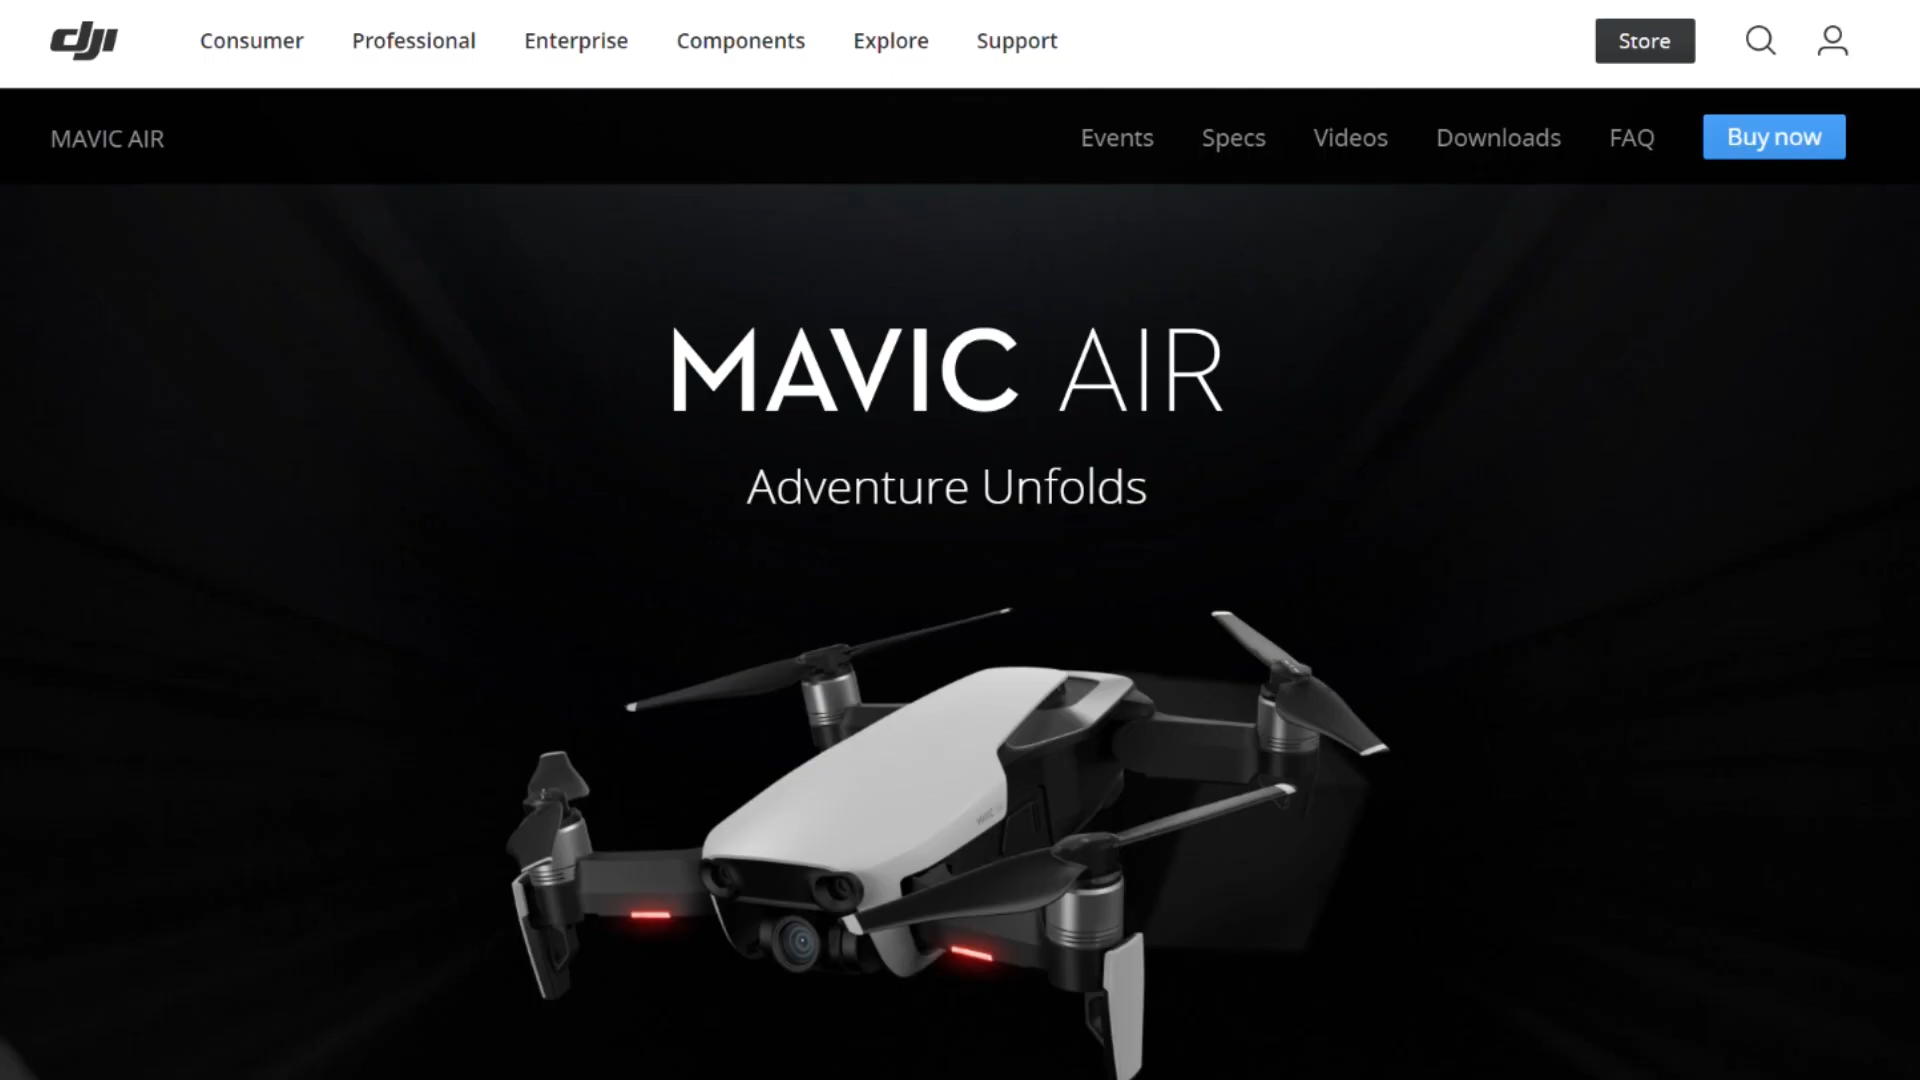 dji Consumer Professional Enterprise Components Explore Support Store
MAVIC AIR Events Specs Videos Downloads FAQ Buy now
MAVIC AIR
Adventure Unfolds